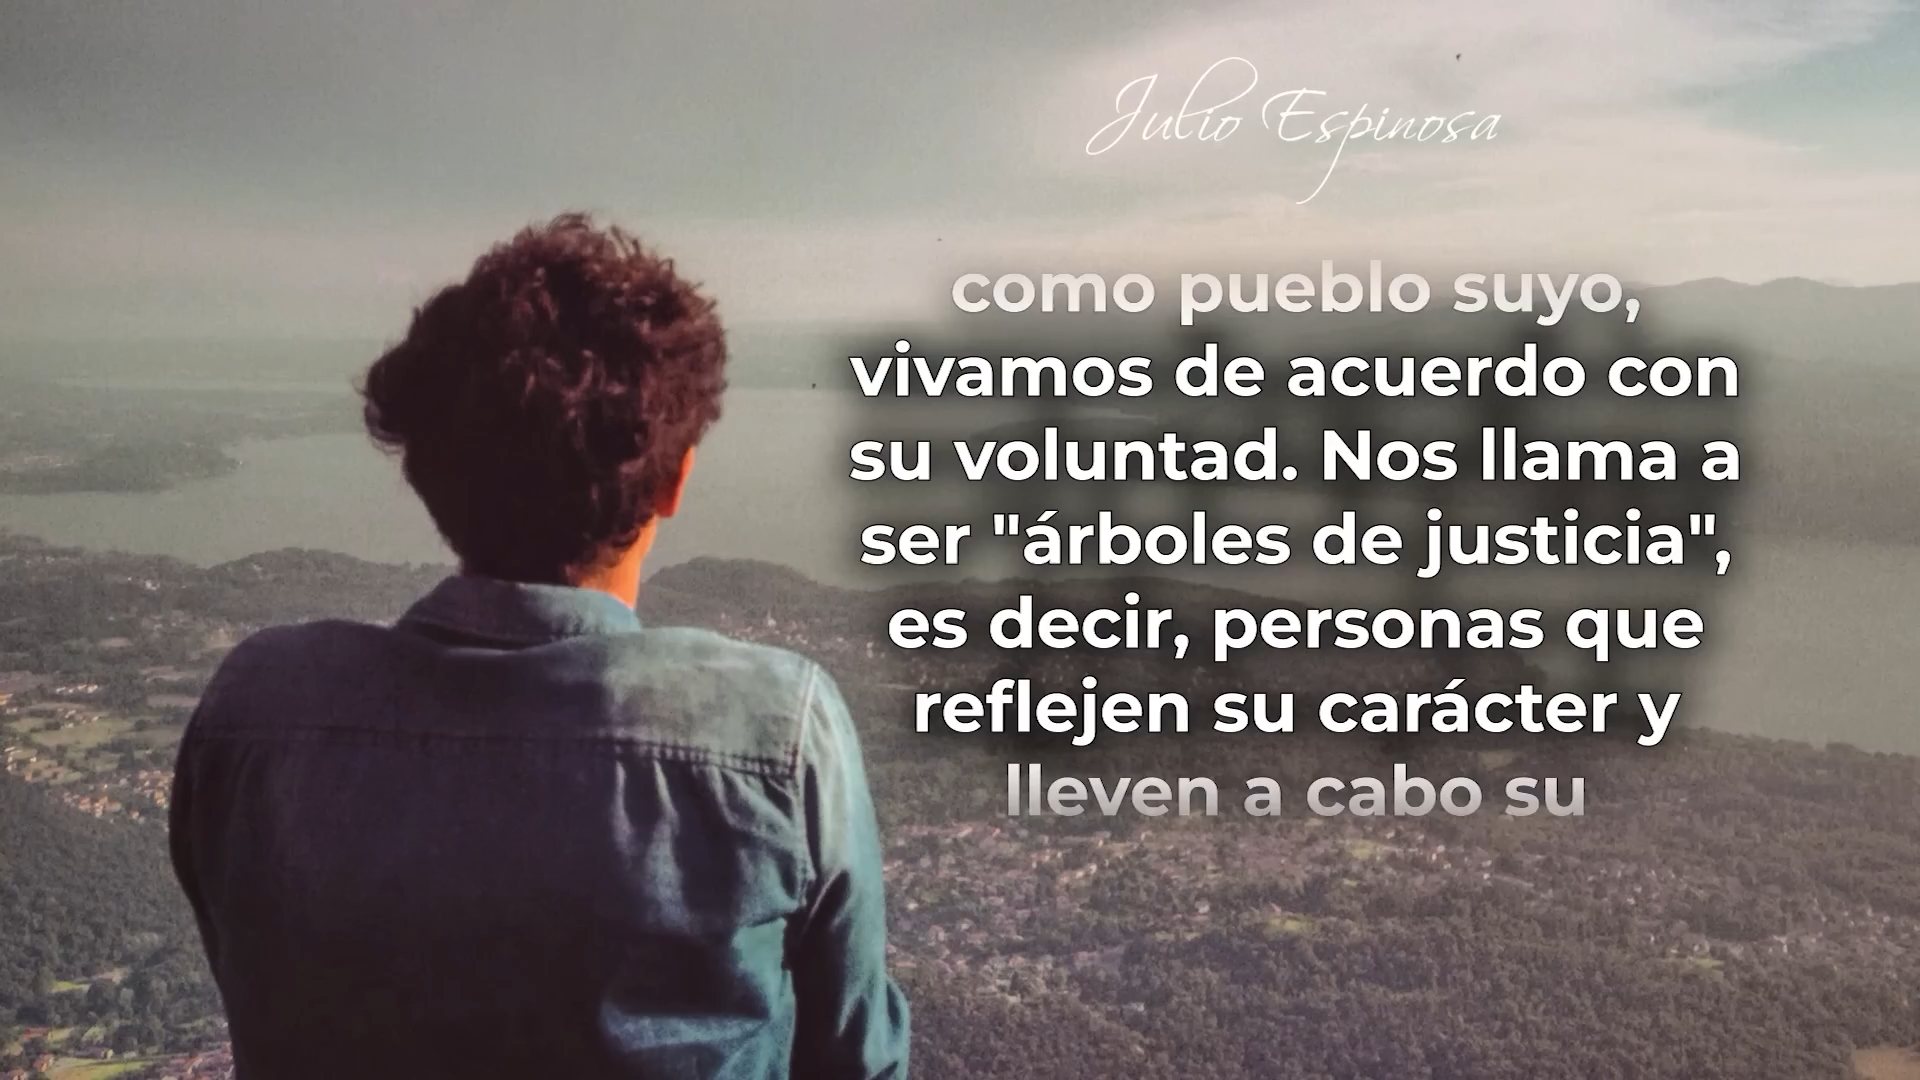 Julio Espinosa
como pueblo suyo,
vivamos de acuerdo con
su voluntad. Nos llama a
ser "árboles de justicia",
es decir, personas que
reflejen su carácter y
lleven a cabo su